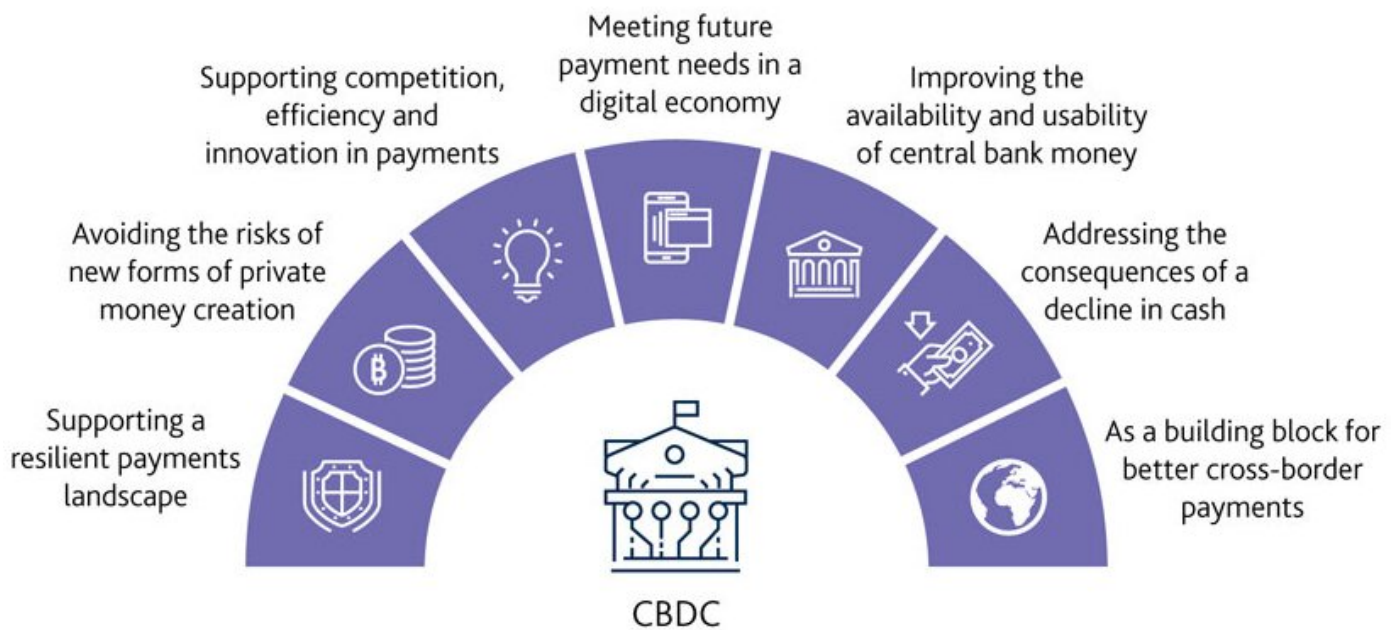 Meeting future
payment needs in a
digital economy
Supporting competition,
efficiency and
innovation in payments
Improving the
availability and usability
of central bank money
Avoiding the risks of
new forms of private
money creation
Addressing the
consequences of a
decline in cash
Supporting a
resilient payments
landscape
As a building block for
better cross-border
payments
CBDC